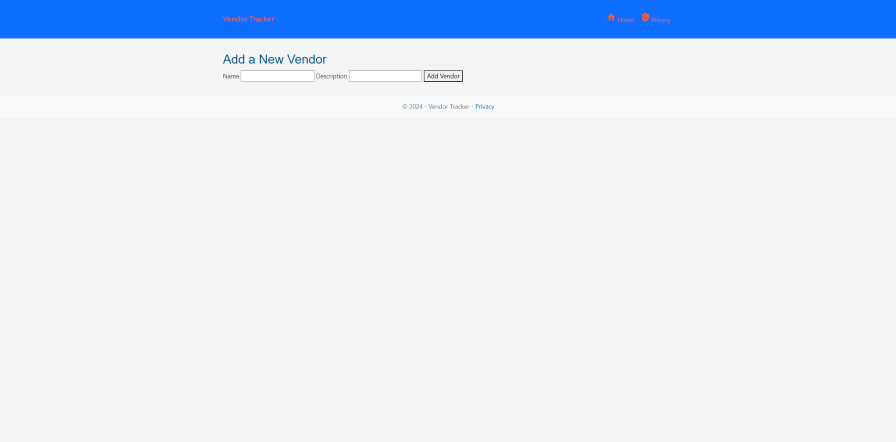 Vendor Tracker
Home Privacy
Add a New Vendor
Name Description Add Vendor
© 2024 - Vendor Tracker - Privacy